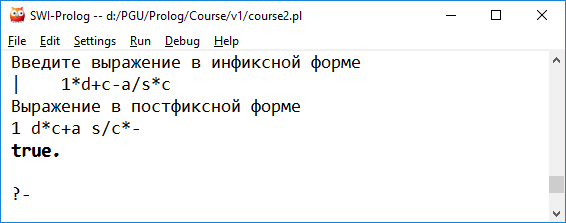 SWI-Prolog -- d:/PGU/Prolog/Course/v1/course2.pl
File Edit Settings Run Debug Help
Введите выражение в инфиксной форме
|    1*d+c-a/s*c
Выражение в постфиксной форме
1 d*c+a s/c*-
true.
?-